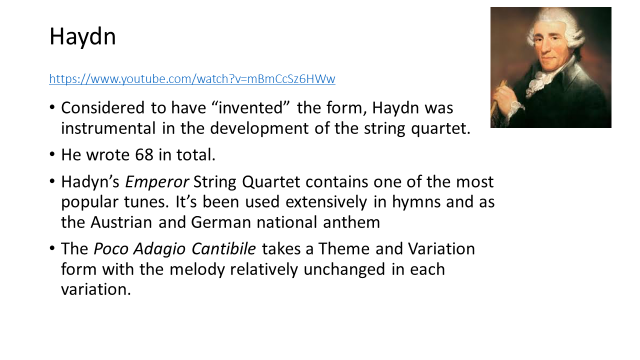 Haydn
https://www.youtube.com/watch?v=mBmCcSz6HWw
• Considered to have “invented” the form, Haydn was
instrumental in the development of the string quartet.
• He wrote 68 in total.
• Hadyn’s Emperor String Quartet contains one of the most
popular tunes. It’s been used extensively in hymns and as
the Austrian and German national anthem
• The Poco Adagio Cantibile takes a Theme and Variation
form with the melody relatively unchanged in each
variation.